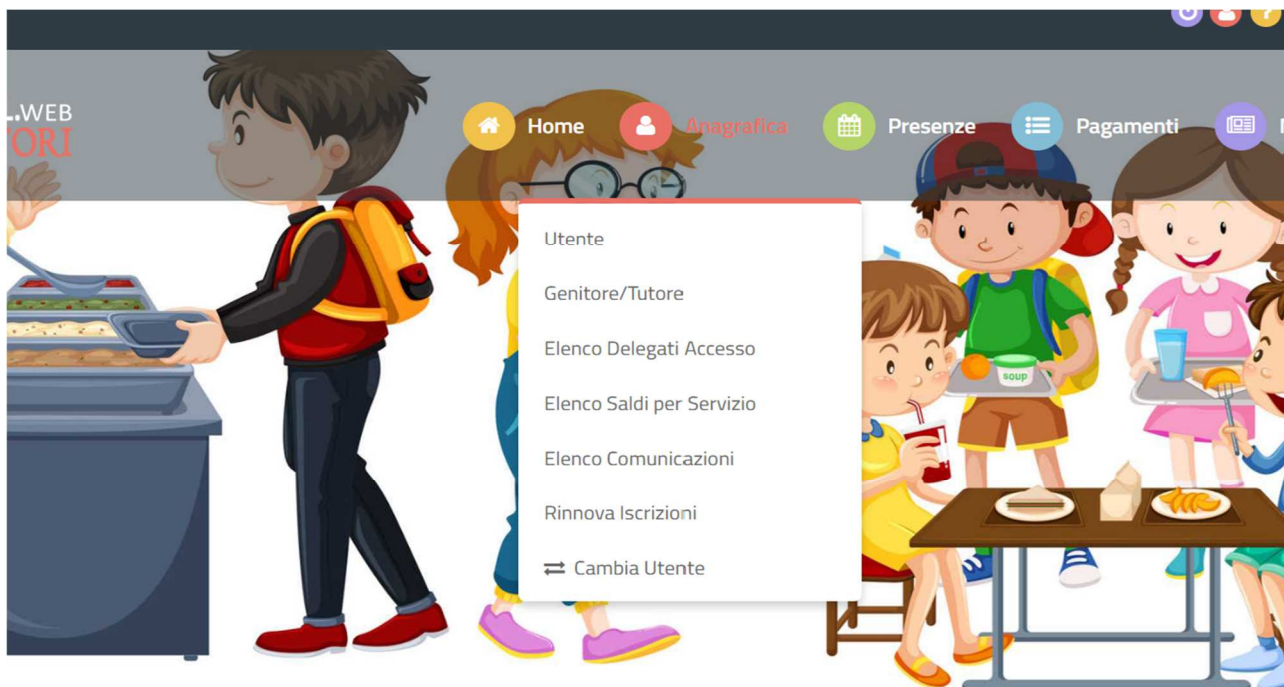 ..WEB
ORI
Home
Anagrafica
Presenze
Pagamenti
Utente
Genitore/Tutore
Elenco Delegati Accesso
Elenco Saldi per Servizio
Elenco Comunicazioni
Rinnova Iscrizioni
Cambia Utente
soup